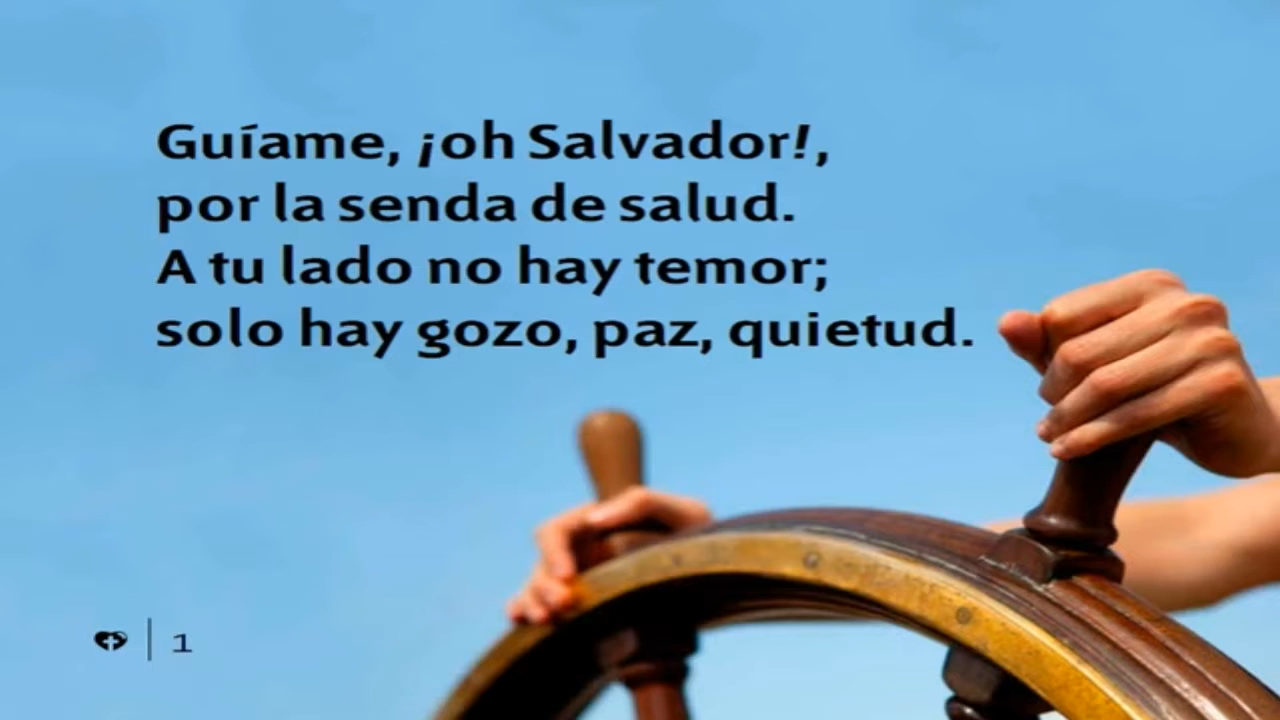 Guíame, ¡oh Salvador!,
por la senda de salud.
A tu lado no hay temor;
solo hay gozo, paz, quietud.
1